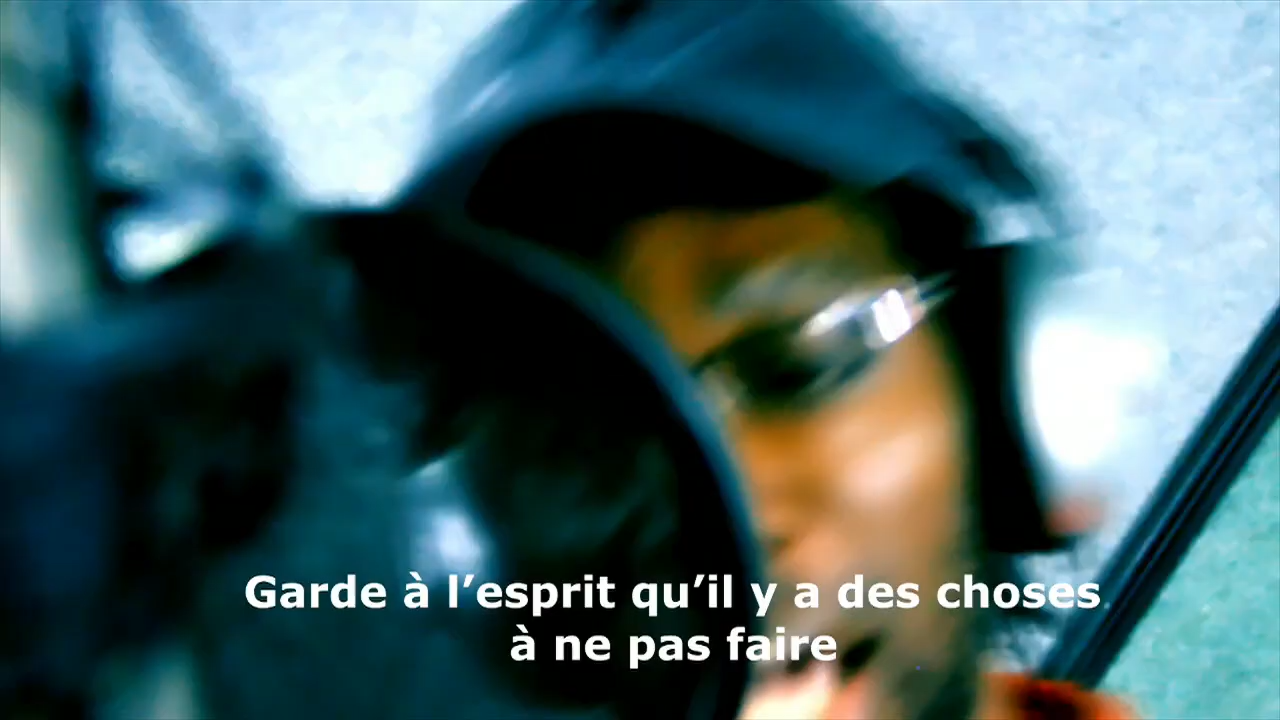 Garde à l’esprit qu’il y a des choses
à ne pas faire